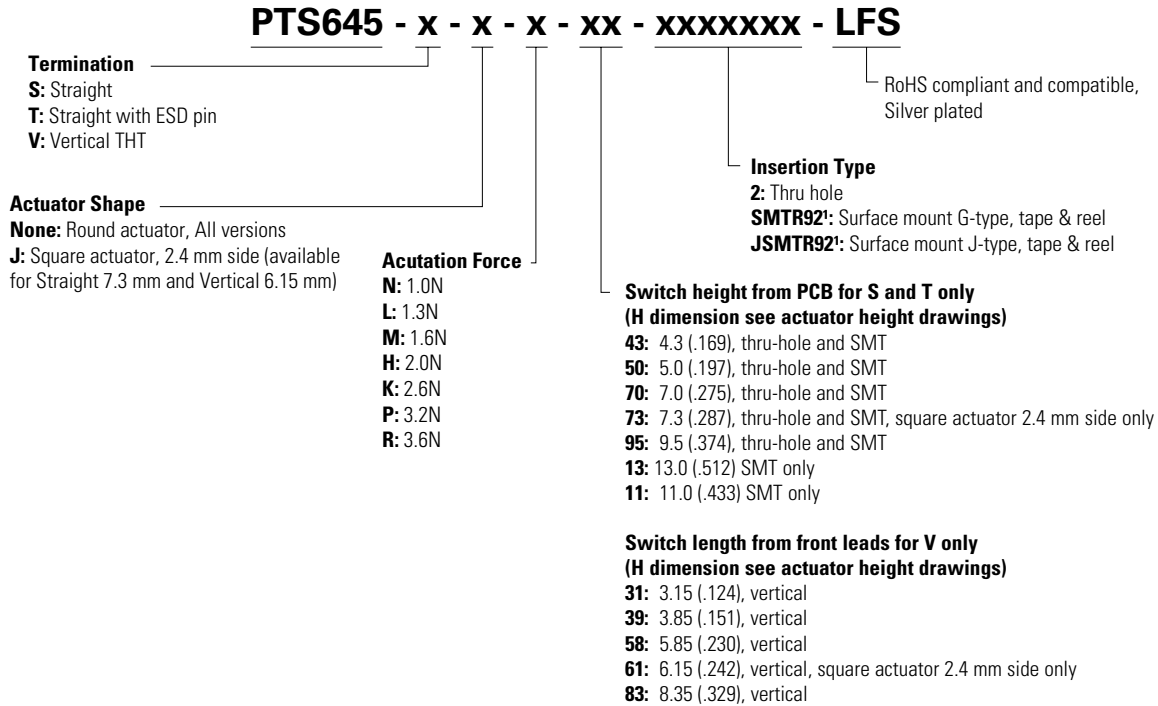 PTS645 - x - x - x - xx - xxxxxxx - LFS
Termination
S: Straight
T: Straight with ESD pin
V: Vertical THT
RoHS compliant and compatible,
Silver plated
Insertion Type
2: Thru hole
SMTR92¹: Surface mount G-type, tape & reel
JSMTR92¹: Surface mount J-type, tape & reel
Actuator Shape
None: Round actuator, All versions
J: Square actuator, 2.4 mm side (available
for Straight 7.3 mm and Vertical 6.15 mm)
Acutation Force
N: 1.0N
L: 1.3N
M: 1.6N
H: 2.0N
K: 2.6N
P: 3.2N
R: 3.6N
Switch height from PCB for S and T only
(H dimension see actuator height drawings)
43: 4.3 (.169), thru-hole and SMT
50: 5.0 (.197), thru-hole and SMT
70: 7.0 (.275), thru-hole and SMT
73: 7.3 (.287), thru-hole and SMT, square actuator 2.4 mm side only
95: 9.5 (.374), thru-hole and SMT
13: 13.0 (.512) SMT only
11: 11.0 (.433) SMT only
Switch length from front leads for V only
(H dimension see actuator height drawings)
31: 3.15 (.124), vertical
39: 3.85 (.151), vertical
58: 5.85 (.230), vertical
61: 6.15 (.242), vertical, square actuator 2.4 mm side only
83: 8.35 (.329), vertical